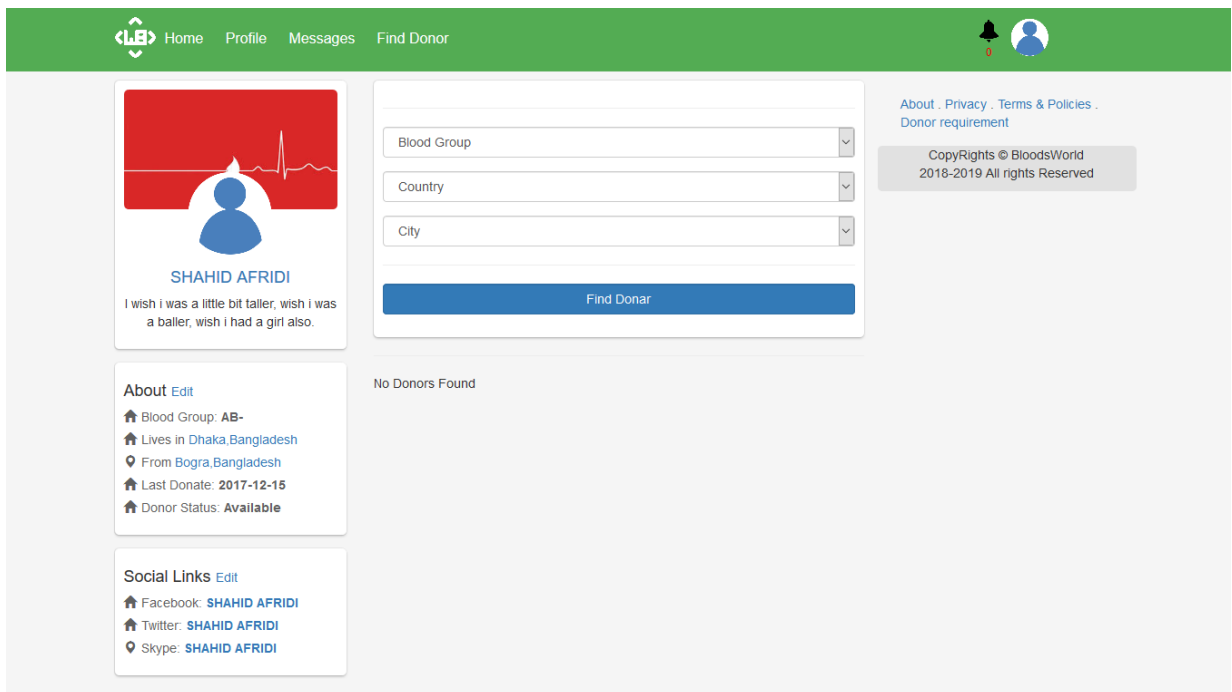 Home Profile Messages Find Donor
0
SHAHID AFRIDI
I wish i was a little bit taller, wish i was
a baller, wish i had a girl also.
About Edit
Blood Group: AB-
Lives in Dhaka,Bangladesh
From Bogra,Bangladesh
Last Donate: 2017-12-15
Donor Status: Available
Social Links Edit
Facebook: SHAHID AFRIDI
Twitter: SHAHID AFRIDI
Skype: SHAHID AFRIDI
Blood Group
Country
City
Find Donar
No Donors Found
About . Privacy . Terms & Policies .
Donor requirement
CopyRights © BloodsWorld
2018-2019 All rights Reserved